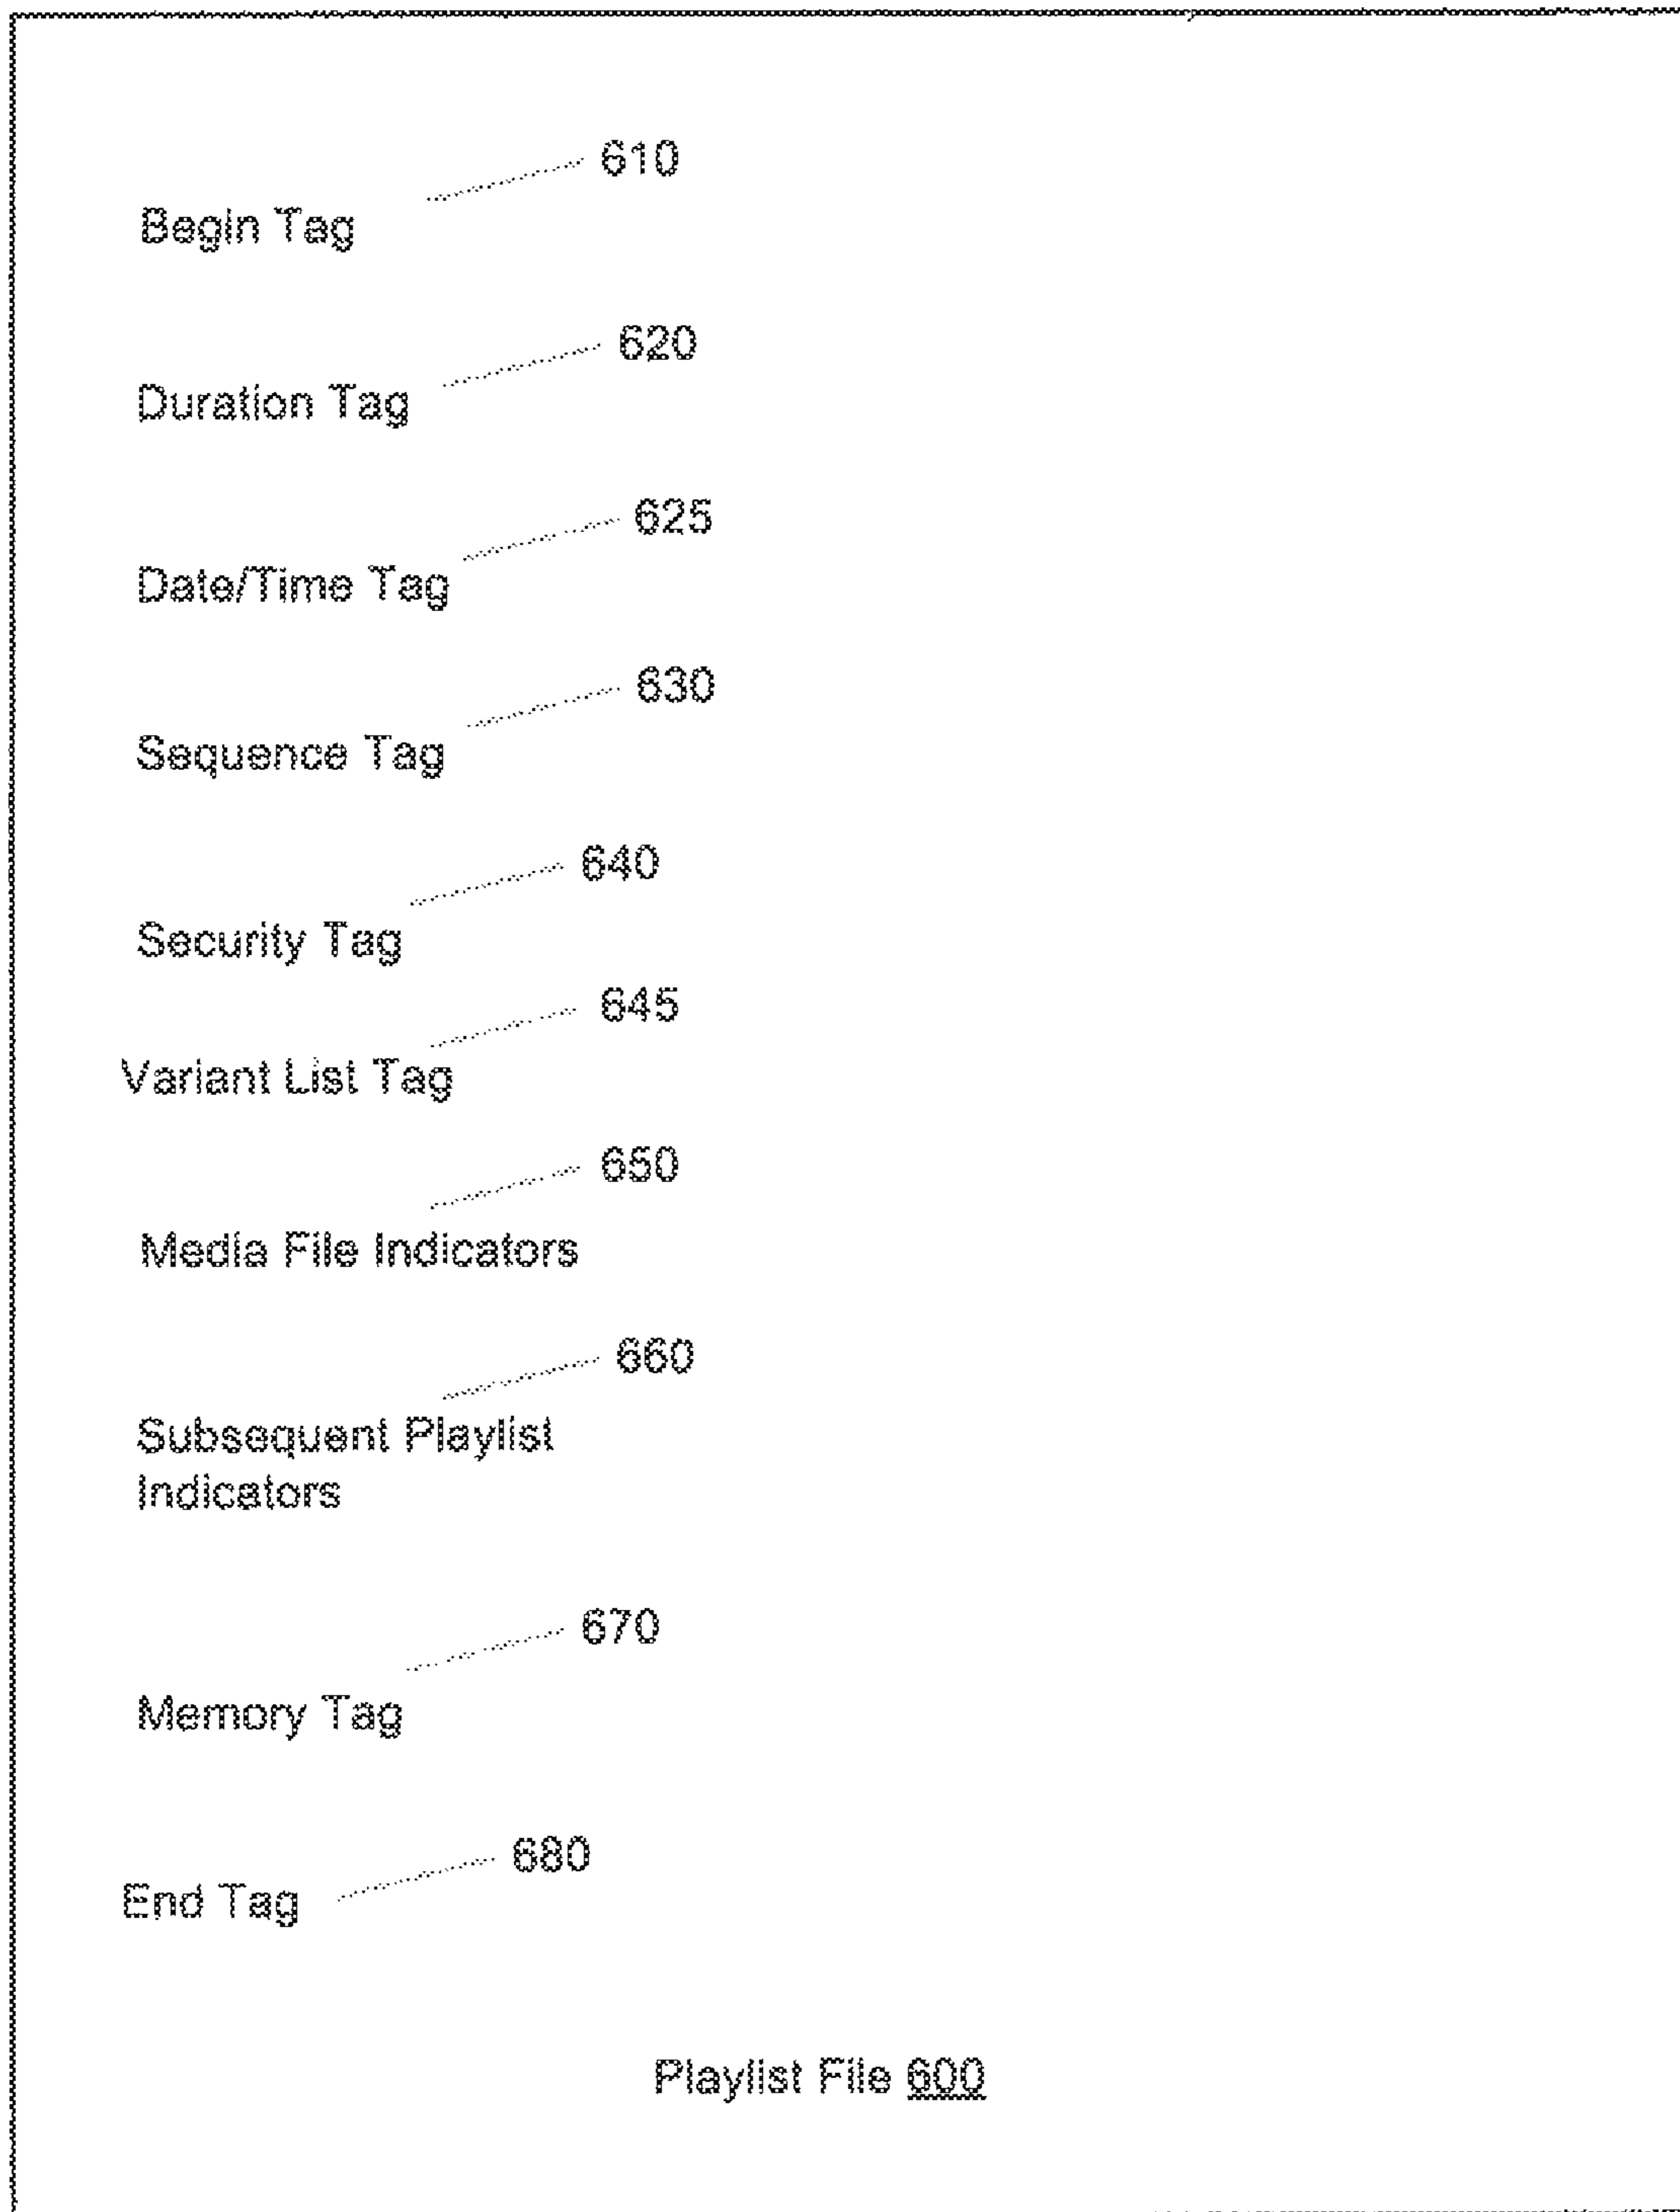 610
Begin Tag
620
Duration Tag
625
Date/Time Tag
630
Sequence Tag
640
Security Tag
645
Variant List Tag
650
Media File Indicators
660
Subsequent Playlist
Indicators
670
Memory Tag
680
End Tag
Playlist File 600